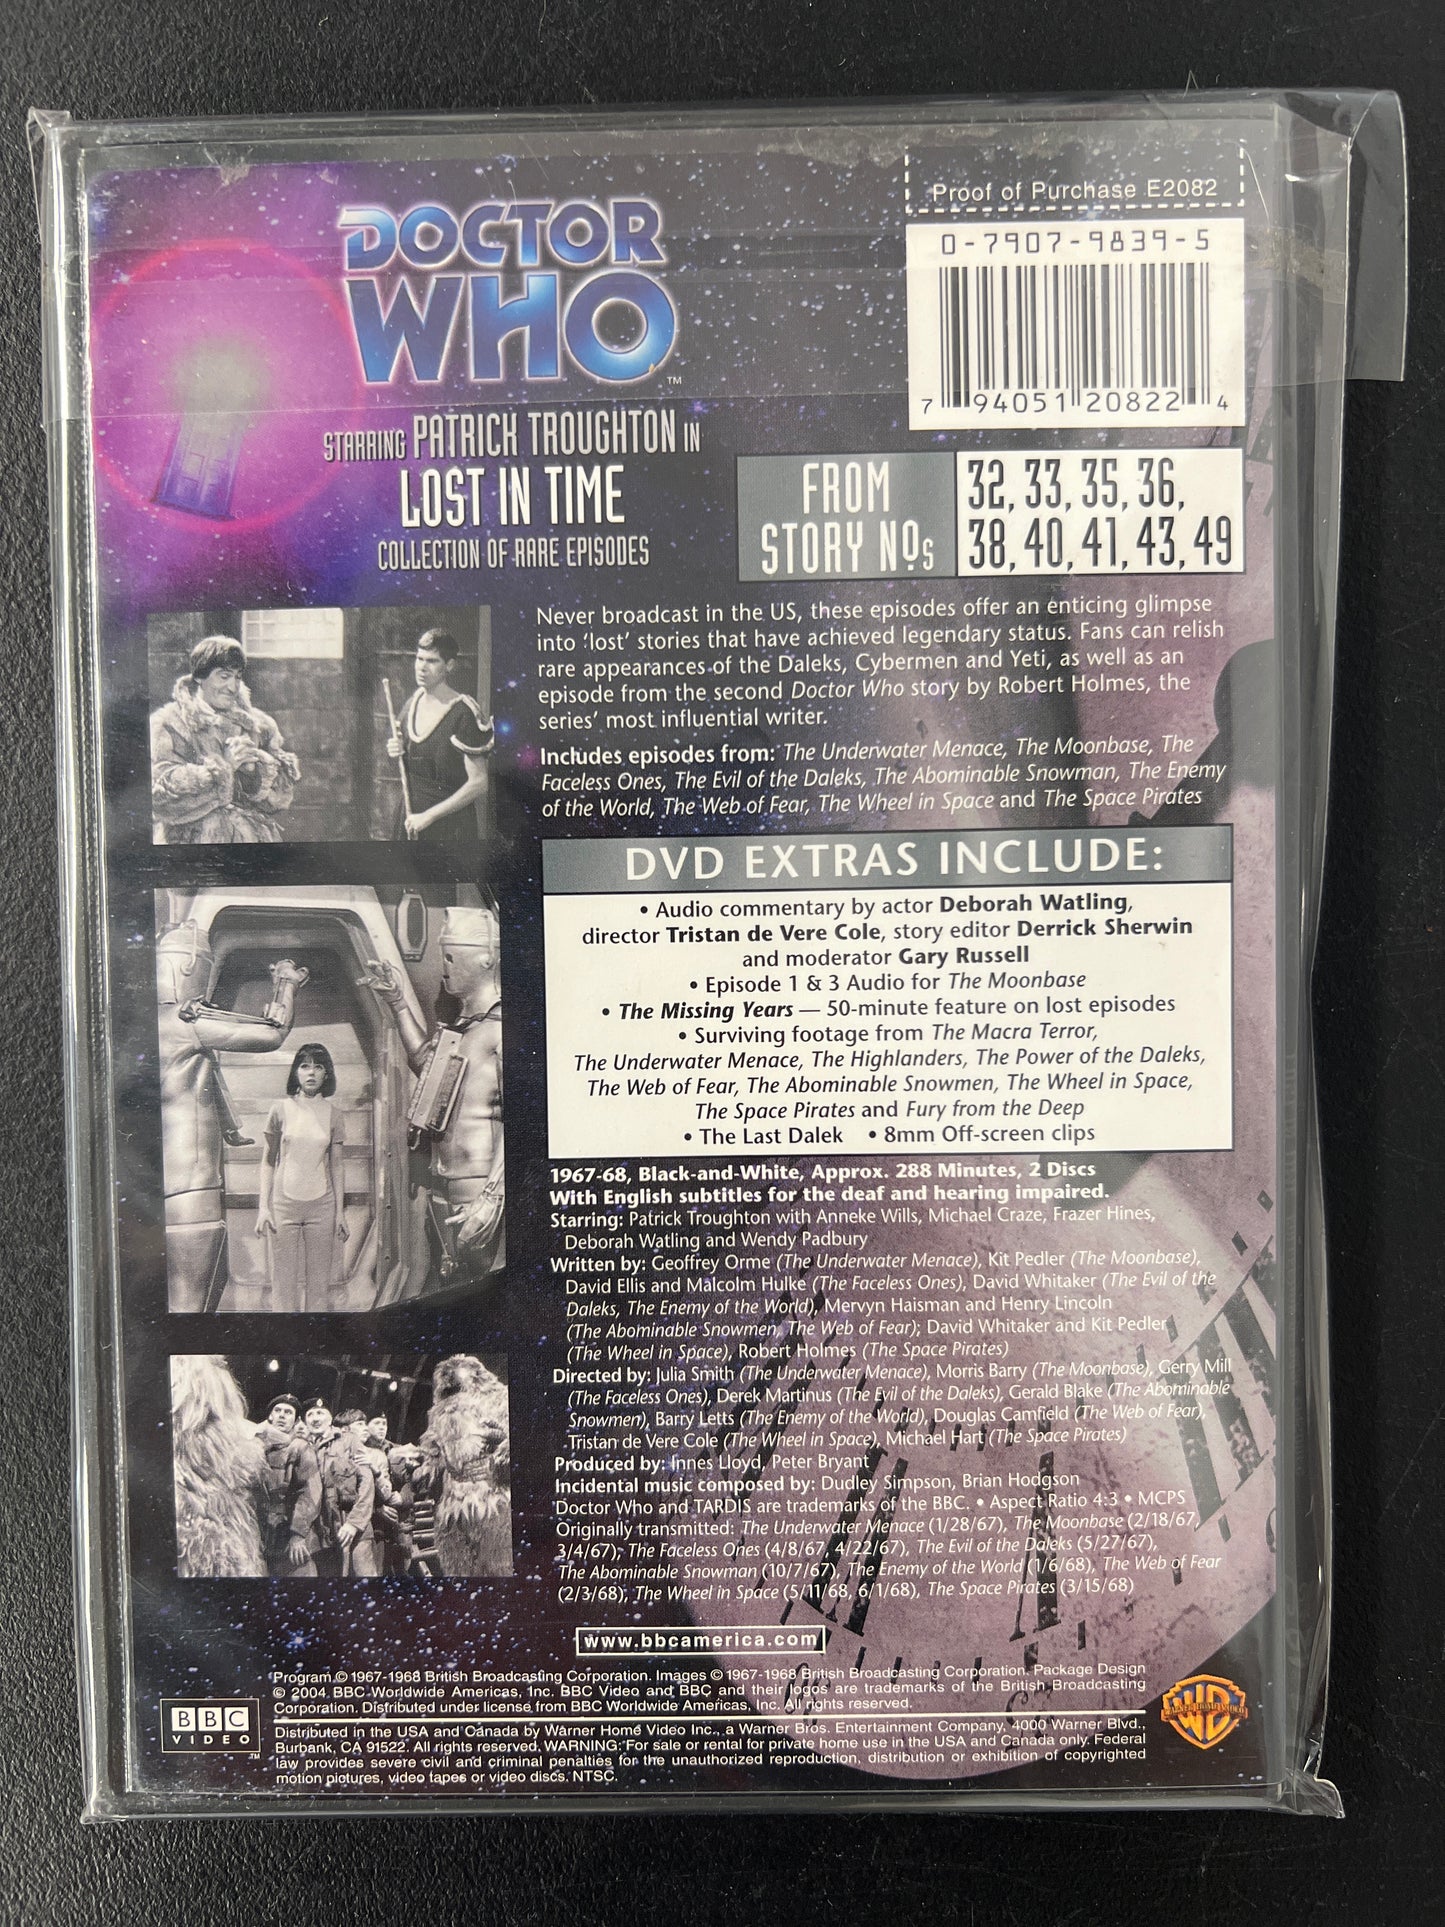 Proof of Purchase E2082
0-7907-9839-5
7 94051 20822 4
DOCTOR
WHO
TM
STARRING PATRICK TROUGHTON IN
LOST IN TIME
COLLECTION OF RARE EPISODES
FROM
STORY NOs
32, 33, 35, 36,
38, 40, 41, 43, 49
Never broadcast in the US, these episodes offer an enticing glimpse
into 'lost' stories that have achieved legendary status. Fans can relish
rare appearances of the Daleks, Cybermen and Yeti, as well as an
episode from the second Doctor Who story by Robert Holmes, the
series' most influential writer.
Includes episodes from: The Underwater Menace, The Moonbase, The
Faceless Ones, The Evil of the Daleks, The Abominable Snowman, The Enemy
of the World, The Web of Fear, The Wheel in Space and The Space Pirates
DVD EXTRAS INCLUDE:
• Audio commentary by actor Deborah Watling,
director Tristan de Vere Cole, story editor Derrick Sherwin
and moderator Gary Russell
• Episode 1 & 3 Audio for The Moonbase
• The Missing Years — 50-minute feature on lost episodes
• Surviving footage from The Macra Terror,
The Underwater Menace, The Highlanders, The Power of the Daleks,
The Web of Fear, The Abominable Snowmen, The Wheel in Space,
The Space Pirates and Fury from the Deep
• The Last Dalek • 8mm Off-screen clips
1967-68, Black-and-White, Approx. 288 Minutes, 2 Discs
With English subtitles for the deaf and hearing impaired.
Starring: Patrick Troughton with Anneke Wills, Michael Craze, Frazer Hines,
Deborah Watling and Wendy Padbury
Written by: Geoffrey Orme (The Underwater Menace), Kit Pedler (The Moonbase),
David Ellis and Malcolm Hulke (The Faceless Ones), David Whitaker (The Evil of the
Daleks, The Enemy of the World), Mervyn Haisman and Henry Lincoln
(The Abominable Snowmen, The Web of Fear); David Whitaker and Kit Pedler
(The Wheel in Space), Robert Holmes (The Space Pirates)
Directed by: Julia Smith (The Underwater Menace), Morris Barry (The Moonbase), Gerry Mill
(The Faceless Ones), Derek Martinus (The Evil of the Daleks), Gerald Blake (The Abominable
Snowmen), Barry Letts (The Enemy of the World), Douglas Camfield (The Web of Fear),
Tristan de Vere Cole (The Wheel in Space), Michael Hart (The Space Pirates)
Produced by: Innes Lloyd, Peter Bryant
Incidental music composed by: Dudley Simpson, Brian Hodgson
Doctor Who and TARDIS are trademarks of the BBC. • Aspect Ratio 4:3 • MCPS
Originally transmitted: The Underwater Menace (1/28/67), The Moonbase (2/18/67,
3/4/67); The Faceless Ones (4/8/67, 4/22/67), The Evil of the Daleks (5/27/67),
The Abominable Snowman (10/7/67), The Enemy of the World (1/6/68), The Web of Fear
(2/3/68), The Wheel in Space (5/11/68, 6/1/68), The Space Pirates (3/15/68)
www.bbcamerica.com
Program © 1967-1968 British Broadcasting Corporation. Images © 1967-1968 British Broadcasting Corporation. Package Design
© 2004 BBC Worldwide Americas, Inc. BBC Video and BBC and their logos are trademarks of the British Broadcasting
Corporation. Distributed under license from BBC Worldwide Americas, Inc. All rights reserved.
Distributed in the USA and Canada by Warner Home Video Inc., a Warner Bros. Entertainment Company, 4000 Warner Blvd.,
Burbank, CA 91522. All rights reserved. WARNING: For sale or rental for private home use in the USA and Canada only. Federal
law provides severe civil and criminal penalties for the unauthorized reproduction, distribution or exhibition of copyrighted
motion pictures, video tapes or video discs. NTSC.
BBC
VIDEO
TM
WB
WARNER HOME VIDEO